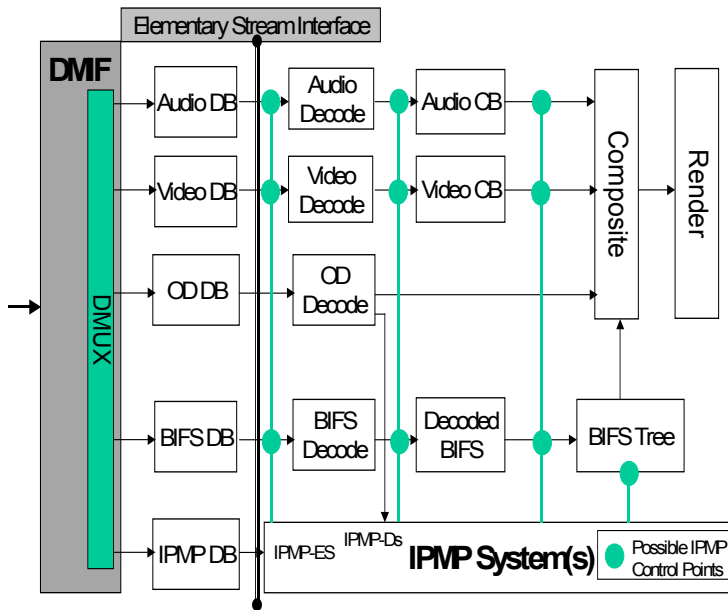 Elementary Stream Interface
DMIF
DMUX
Audio DB
Audio
Decode
Audio CB
Video DB
Video
Decode
Video CB
Composite
Render
OD DB
OD
Decode
BIFS DB
BIFS
Decode
Decoded
BIFS
BIFS Tree
IPMP DB
IPMP-ES
IPMP-Ds
IPMP System(s)
Possible IPMP
Control Points